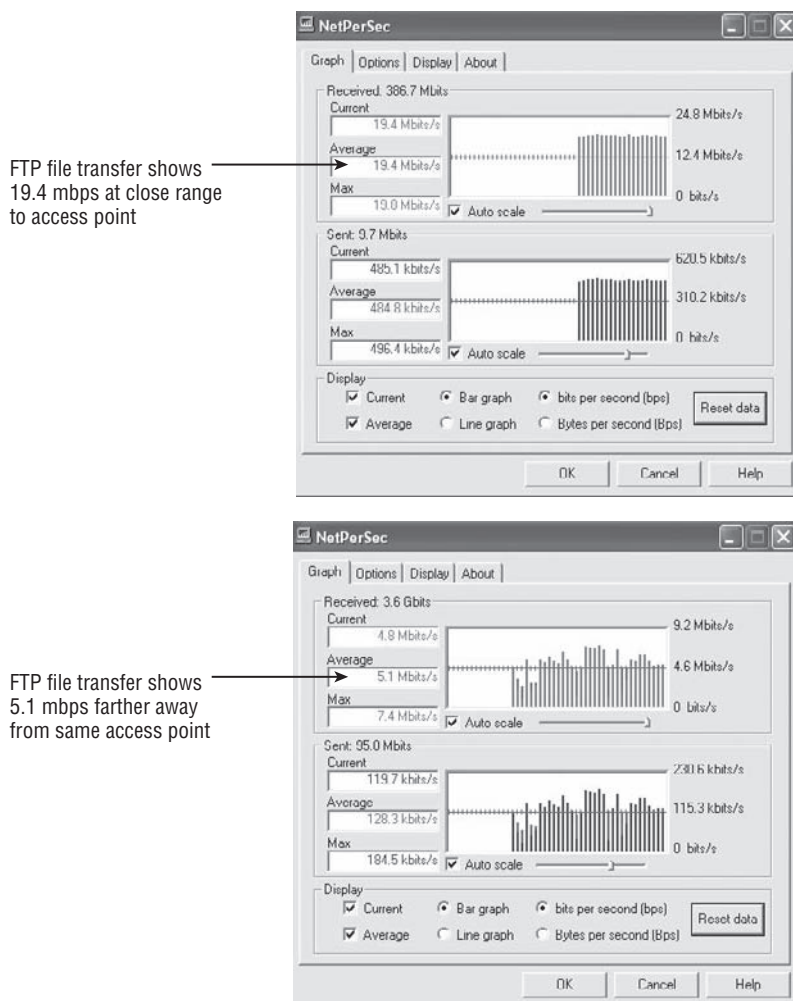 NetPerSec
Graph Options Display About
Received: 386.7 Mbits
Current
19.4 Mbits/s
24.8 Mbits/s
Average
19.4 Mbits/s
12.4 Mbits/s
Max
0 bits/s
Auto scale
FTP file transfer shows
19.4 mbps at close range
to access point
Sent: 9.7 Mbits
Current
485.1 kbits/s
620.5 kbits/s
Average
484.8 kbits/s
310.2 kbits/s
Max
496.4 kbits/s
0 bits/s
Auto scale
Display
Current Bar graph bits per second (bps)
Reset data
Average Line graph Bytes per second (Bps)
OK Cancel Help
NetPerSec
Graph Options Display About
Received: 3.6 Gbits
Current
4.8 Mbits/s
9.2 Mbits/s
Average
5.1 Mbits/s
4.6 Mbits/s
Max
7.4 Mbits/s
0 bits/s
Auto scale
FTP file transfer shows
5.1 mbps farther away
from same access point
Sent: 95.0 Mbits
Current
119.7 kbits/s
230.6 kbits/s
Average
128.3 kbits/s
115.3 kbits/s
Max
184.5 kbits/s
0 bits/s
Auto scale
Display
Current Bar graph bits per second (bps)
Reset data
Average Line graph Bytes per second (Bps)
OK Cancel Help